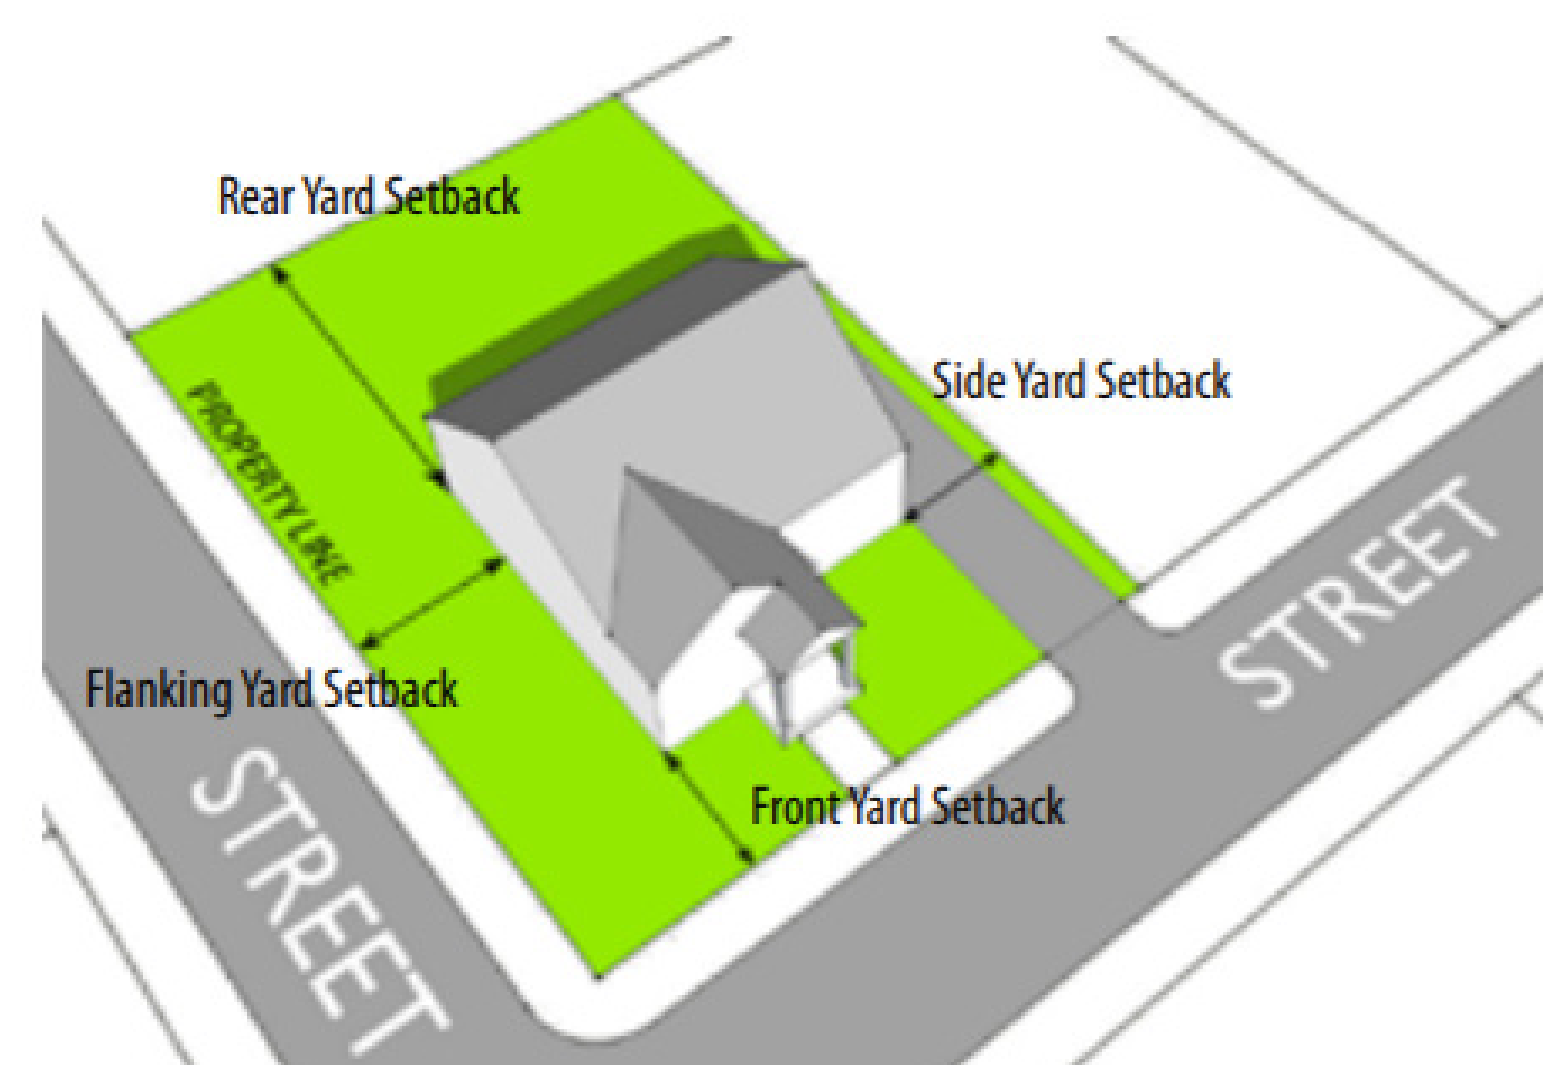 Rear Yard Setback
Side Yard Setback
PROPERTY LINE
STREET
Flanking Yard Setback
Front Yard Setback
STREET